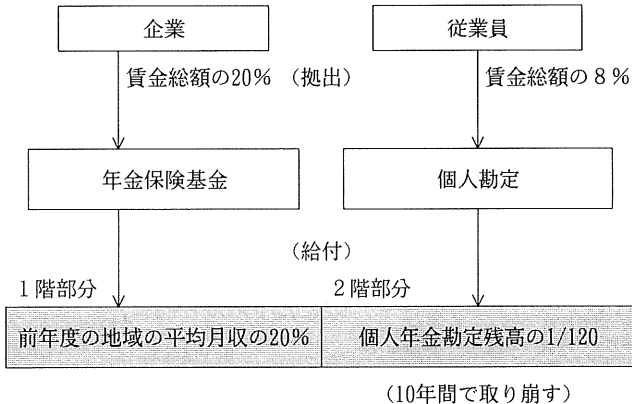 企業
従業員
賃金総額の20% (拠出)
賃金総額の8%
年金保険基金
個人勘定
(給付)
1階部分
2階部分
前年度の地域の平均月収の20%
個人年金勘定残高の1/120
(10年間で取り崩す)